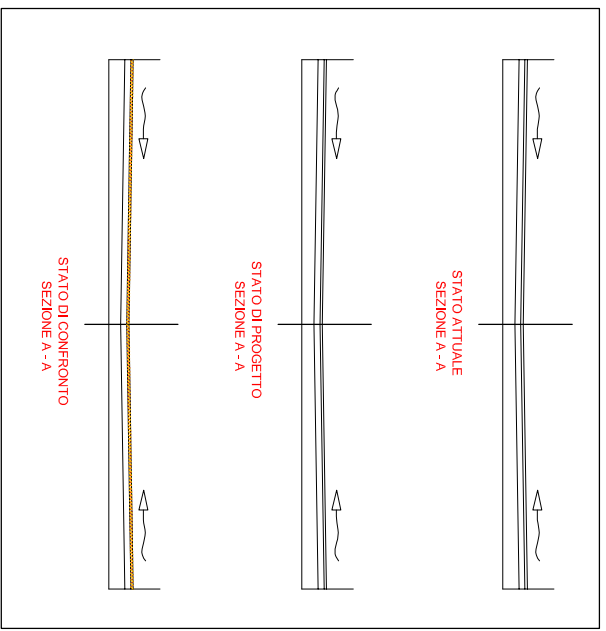 STATO ATTUALE
SEZIONE A - A
STATO DI PROGETTO
SEZIONE A - A
STATO DI CONFRONTO
SEZIONE A - A